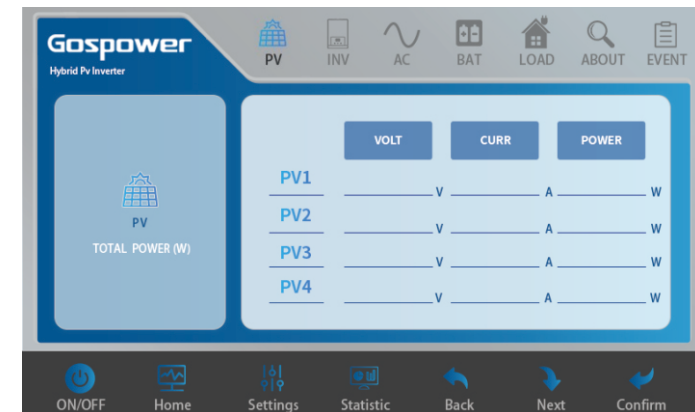 Gospower
Hybrid Pv Inverter
PV INV AC BAT LOAD ABOUT EVENT
PV
TOTAL POWER (W)
VOLT CURR POWER
PV1 V A W
PV2 V A W
PV3 V A W
PV4 V A W
ON/OFF Home Settings Statistic Back Next Confirm